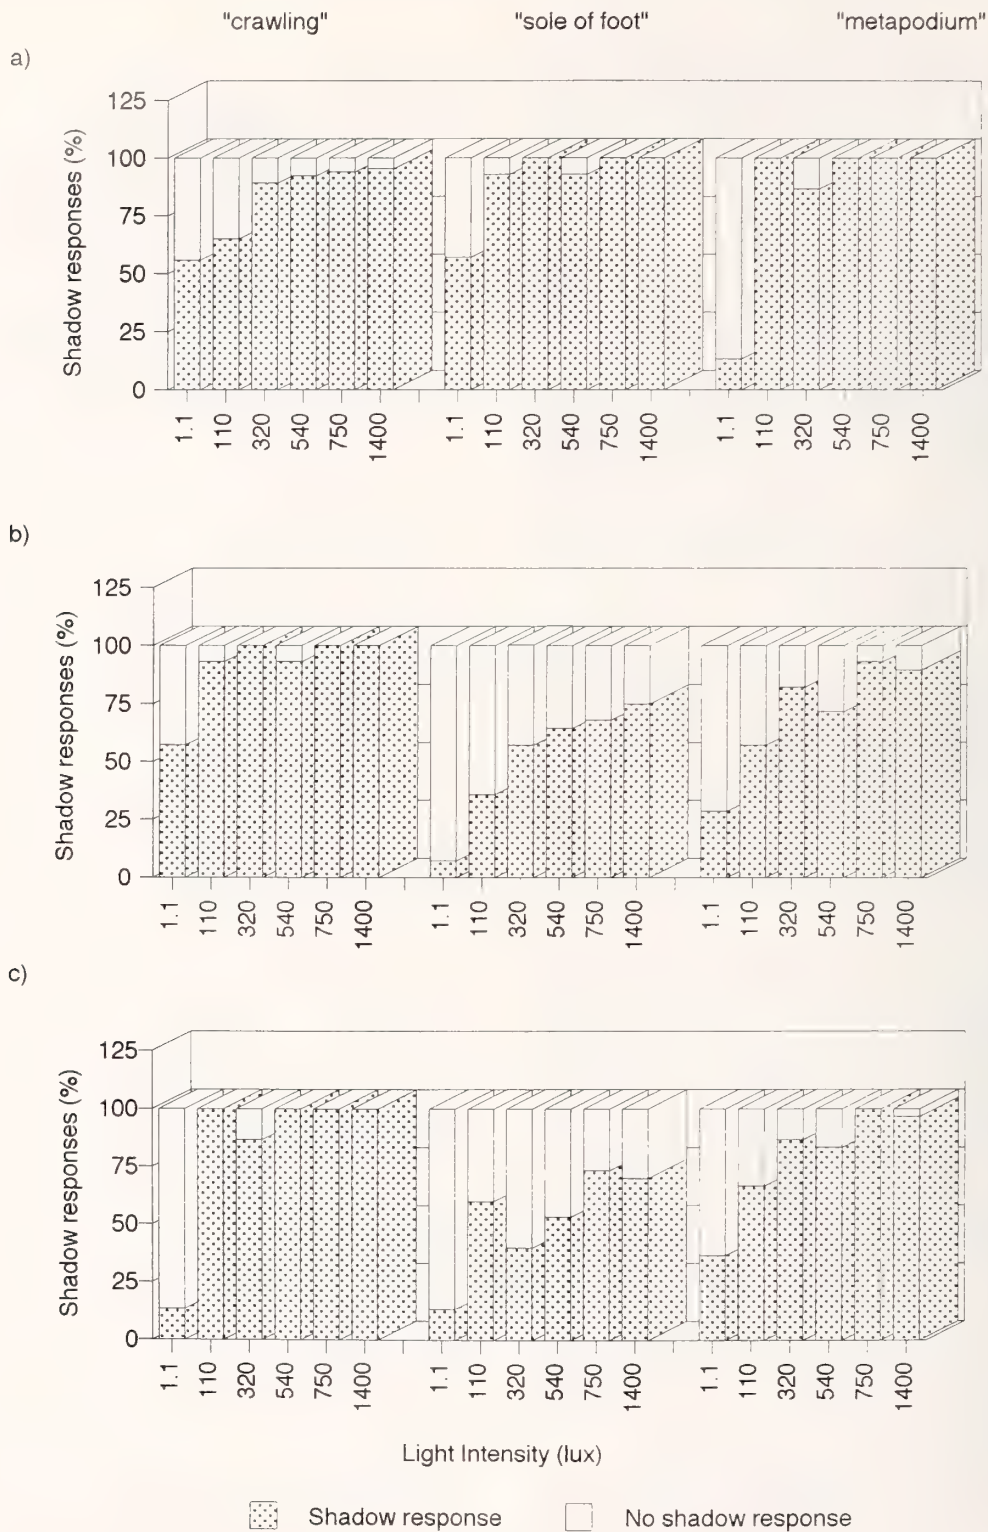 "crawling" "sole of foot" "metapodium"
a)
Shadow responses (%)
125
100
75
50
25
0
1.1 110 320 540 750 1400 1.1 110 320 540 750 1400 1.1 110 320 540 750 1400
b)
Shadow responses (%)
125
100
75
50
25
0
1.1 110 320 540 750 1400 1.1 110 320 540 750 1400 1.1 110 320 540 750 1400
c)
Shadow responses (%)
125
100
75
50
25
0
1.1 110 320 540 750 1400 1.1 110 320 540 750 1400 1.1 110 320 540 750 1400
Light Intensity (lux)
Shadow response No shadow response